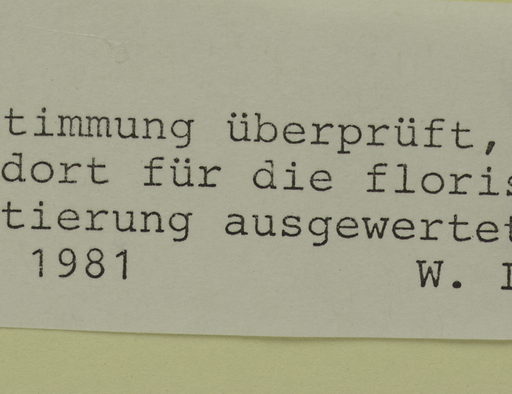 timmung überprüft,
dort für die floris
tierung ausgewertet
1981 W.